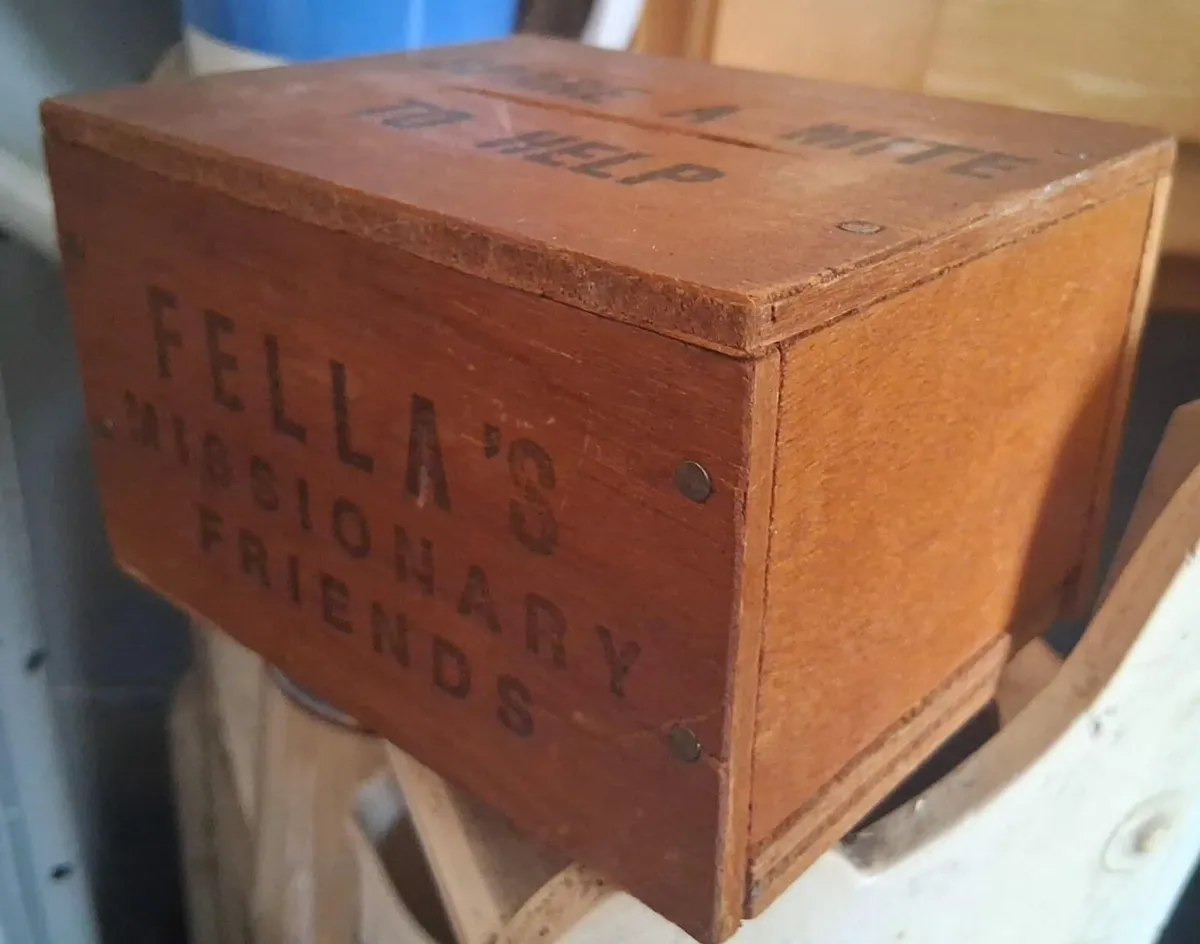 A MITE
TO HELP
FELLA'S
MISSIONARY
FRIENDS